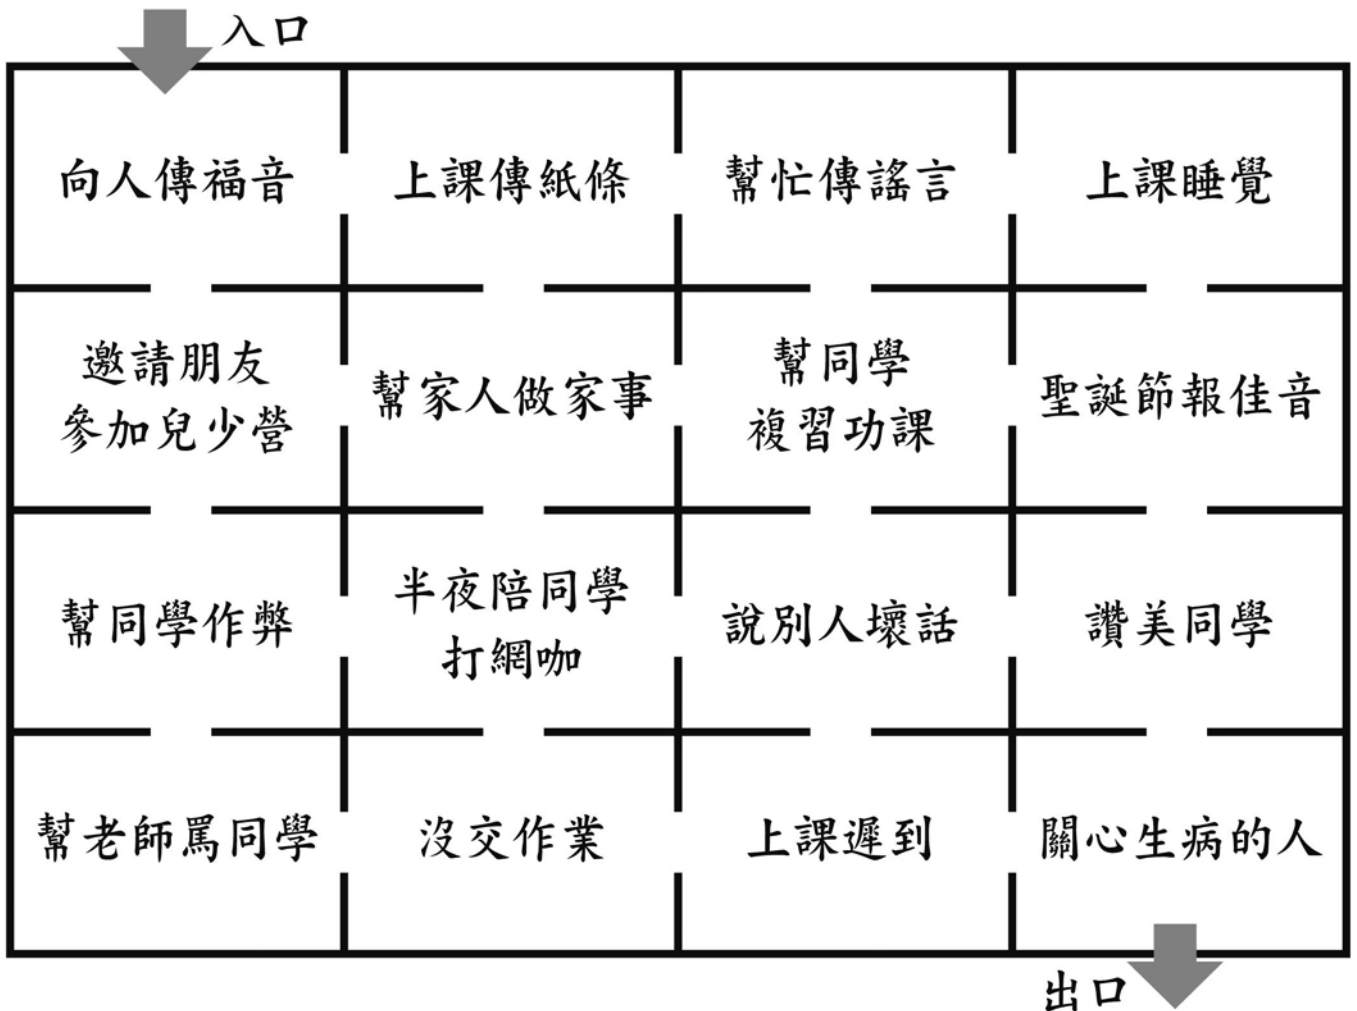 入口
向人傳福音
上課傳紙條
幫忙傳謠言
上課睡覺
邀請朋友
參加兒少營
幫家人做家事
幫同學
複習功課
聖誕節報佳音
幫同學作弊
半夜陪同學
打網咖
說別人壞話
讚美同學
幫老師罵同學
沒交作業
上課遲到
關心生病的人
出口